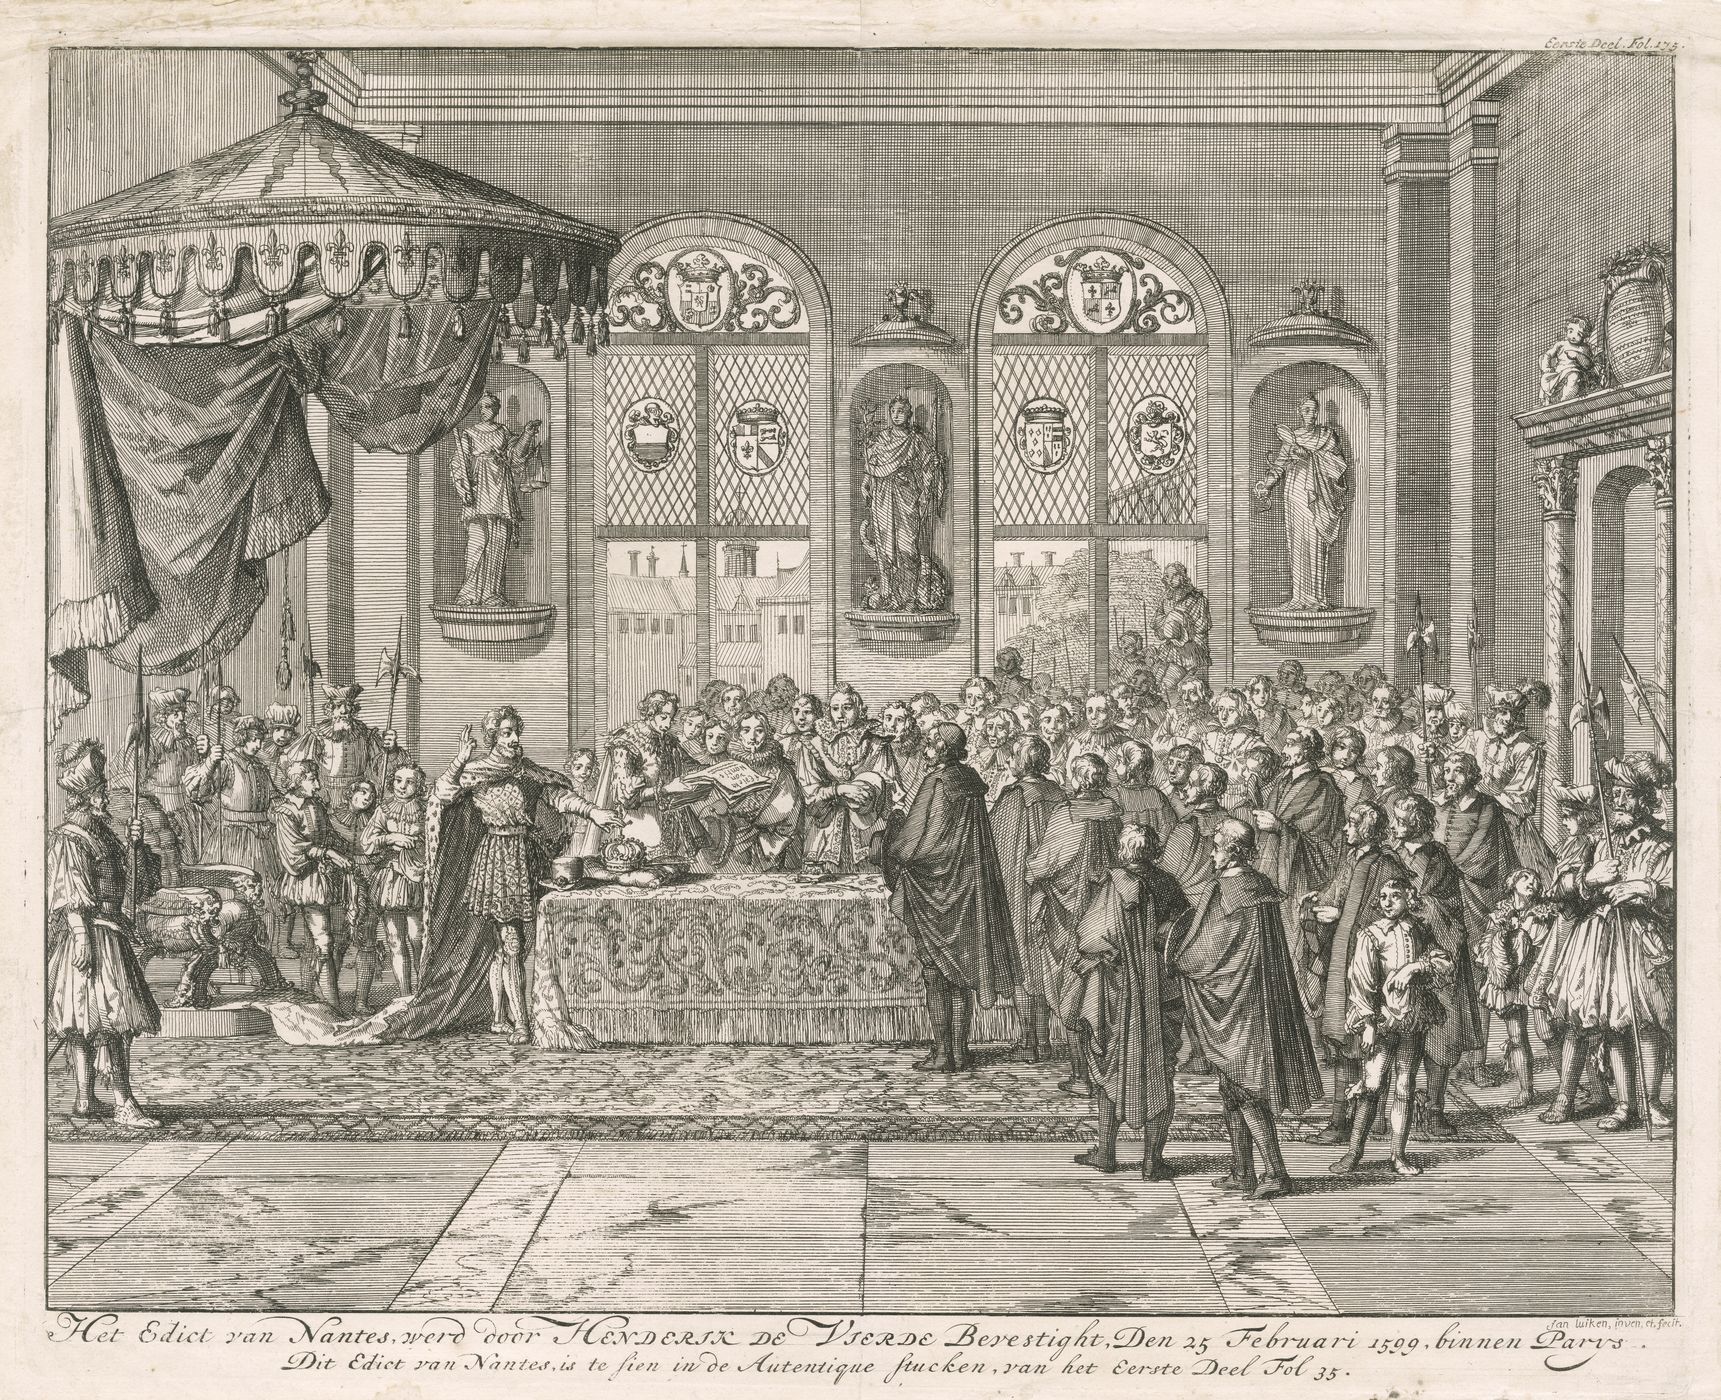 Eerste Deel. Fol. 175.
Jan luiken, inven. et. fecit.
Het Edict van Nantes, werd door HENDERIK DE VIERDE Bevestight, Den 25 Februari 1599, binnen Parys.
Dit Edict van Nantes, is te sien in de Autentique stucken, van het Eerste Deel Fol 35.